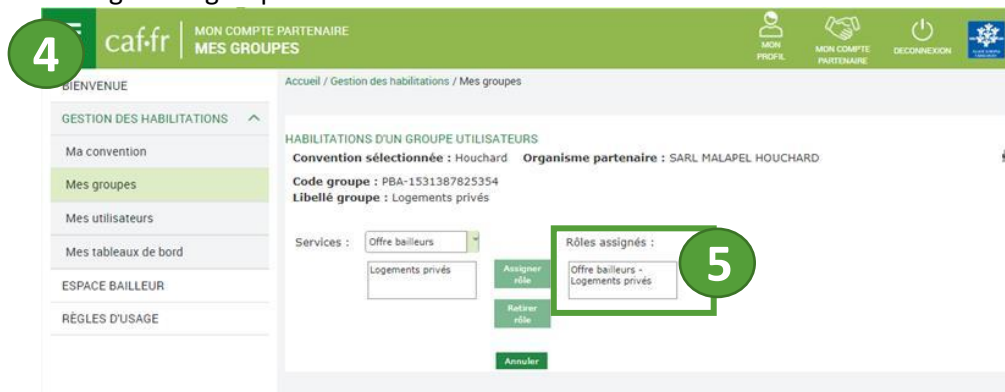 4
caf·fr
MON COMPTE PARTENAIRE
MES GROUPES
MON
PROFIL
MON COMPTE
PARTENAIRE
DECONNEXION
BIENVENUE
GESTION DES HABILITATIONS
Ma convention
Mes groupes
Mes utilisateurs
Mes tableaux de bord
ESPACE BAILLEUR
RÈGLES D'USAGE
Accueil / Gestion des habilitations / Mes groupes
HABILITATIONS D'UN GROUPE UTILISATEURS
Convention sélectionnée : Houchard Organisme partenaire : SARL MALAPEL HOUCHARD
Code groupe : PBA-1531387825354
Libellé groupe : Logements privés
Services : Offre bailleurs
Logements privés
Assigner
rôle
Retirer
rôle
Annuler
Rôles assignés :
Offre bailleurs -
Logements privés
5